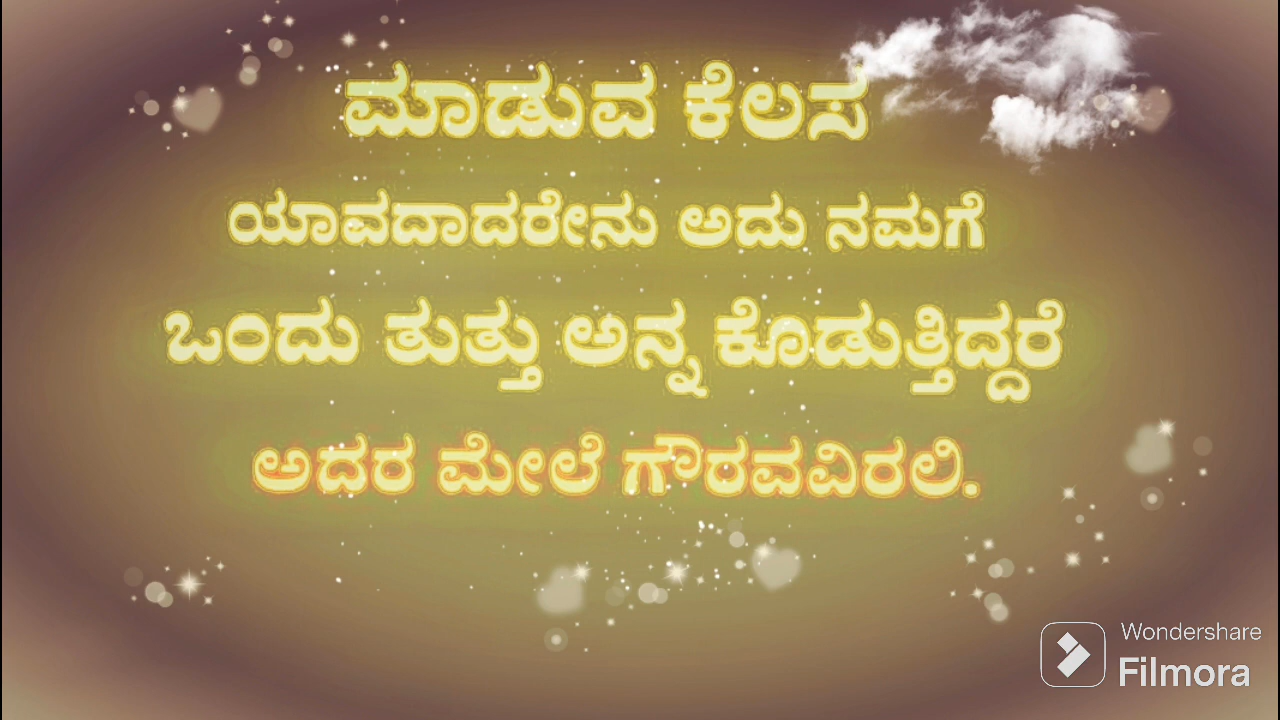 ಮಾಡುವ ಕೆಲಸ
ಯಾವದಾದರೇನು ಅದು ನಮಗೆ
ಒಂದು ತುತ್ತು ಅನ್ನ ಕೊಡುತ್ತಿದ್ದರೆ
ಅದರ ಮೇಲೆ ಗೌರವವಿರಲಿ.
Wondershare
Filmora